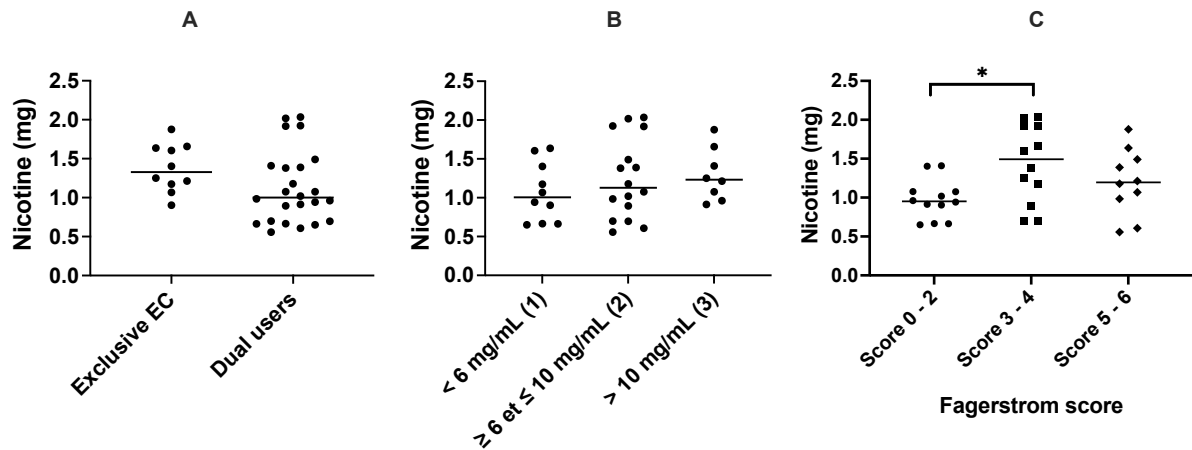 A
Nicotine (mg)
2.5
2.0
1.5
1.0
0.5
0.0
Exclusive EC
Dual users
B
Nicotine (mg)
2.5
2.0
1.5
1.0
0.5
0.0
< 6 mg/mL (1)
≥ 6 et ≤ 10 mg/mL (2)
> 10 mg/mL (3)
C
Nicotine (mg)
2.5
2.0
1.5
1.0
0.5
0.0
*
Score 0 - 2
Score 3 - 4
Score 5 - 6
Fagerstrom score